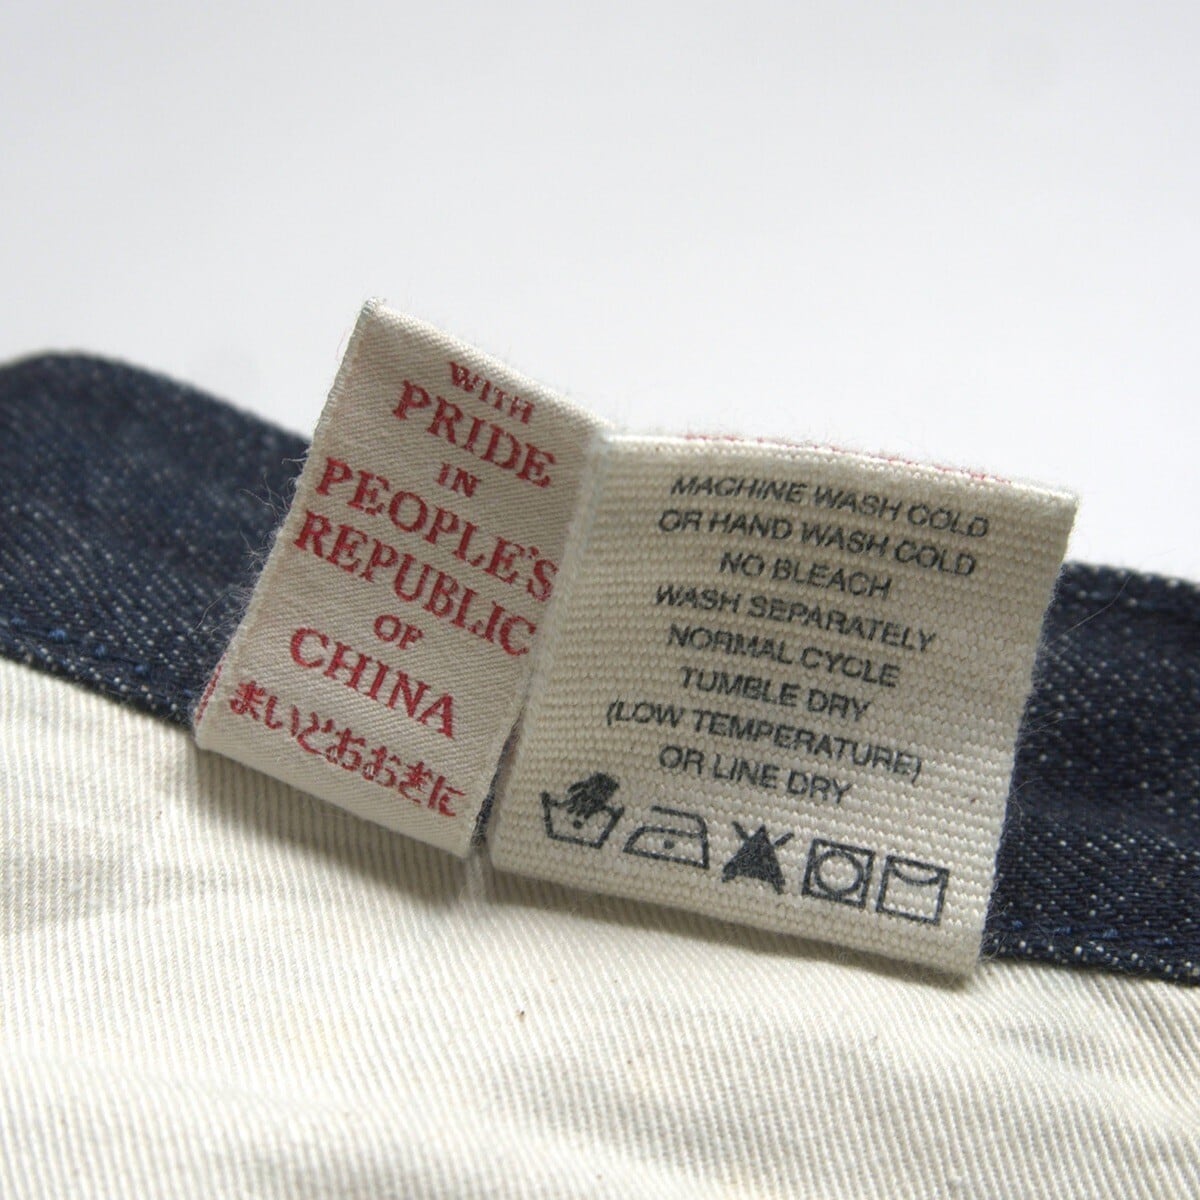 WITH
PRIDE
IN
PEOPLE'S
REPUBLIC
OF
CHINA
まいどおおきに
MACHINE WASH COLD
OR HAND WASH COLD
NO BLEACH
WASH SEPARATELY
NORMAL CYCLE
TUMBLE DRY
(LOW TEMPERATURE)
OR LINE DRY